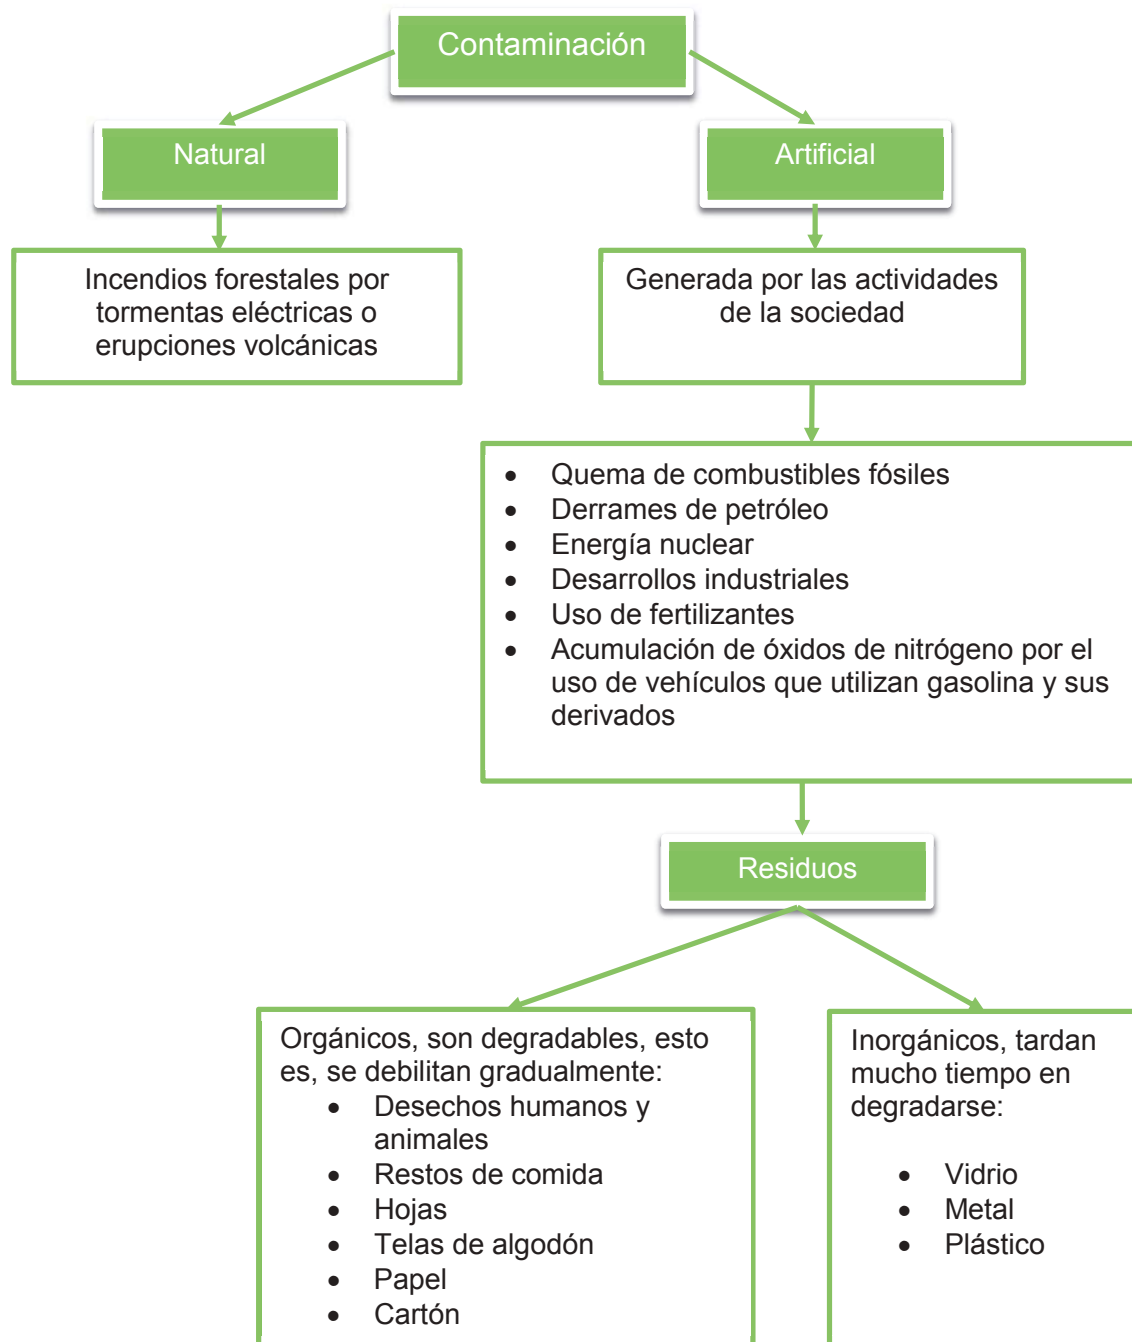 Contaminación
Natural
Artificial
Incendios forestales por
tormentas eléctricas o
erupciones volcánicas
Generada por las actividades
de la sociedad
• Quema de combustibles fósiles
• Derrames de petróleo
• Energía nuclear
• Desarrollos industriales
• Uso de fertilizantes
• Acumulación de óxidos de nitrógeno por el
uso de vehículos que utilizan gasolina y sus
derivados
Residuos
Orgánicos, son degradables, esto
es, se debilitan gradualmente:
• Desechos humanos y
animales
• Restos de comida
• Hojas
• Telas de algodón
• Papel
• Cartón
Inorgánicos, tardan
mucho tiempo en
degradarse:
• Vidrio
• Metal
• Plástico